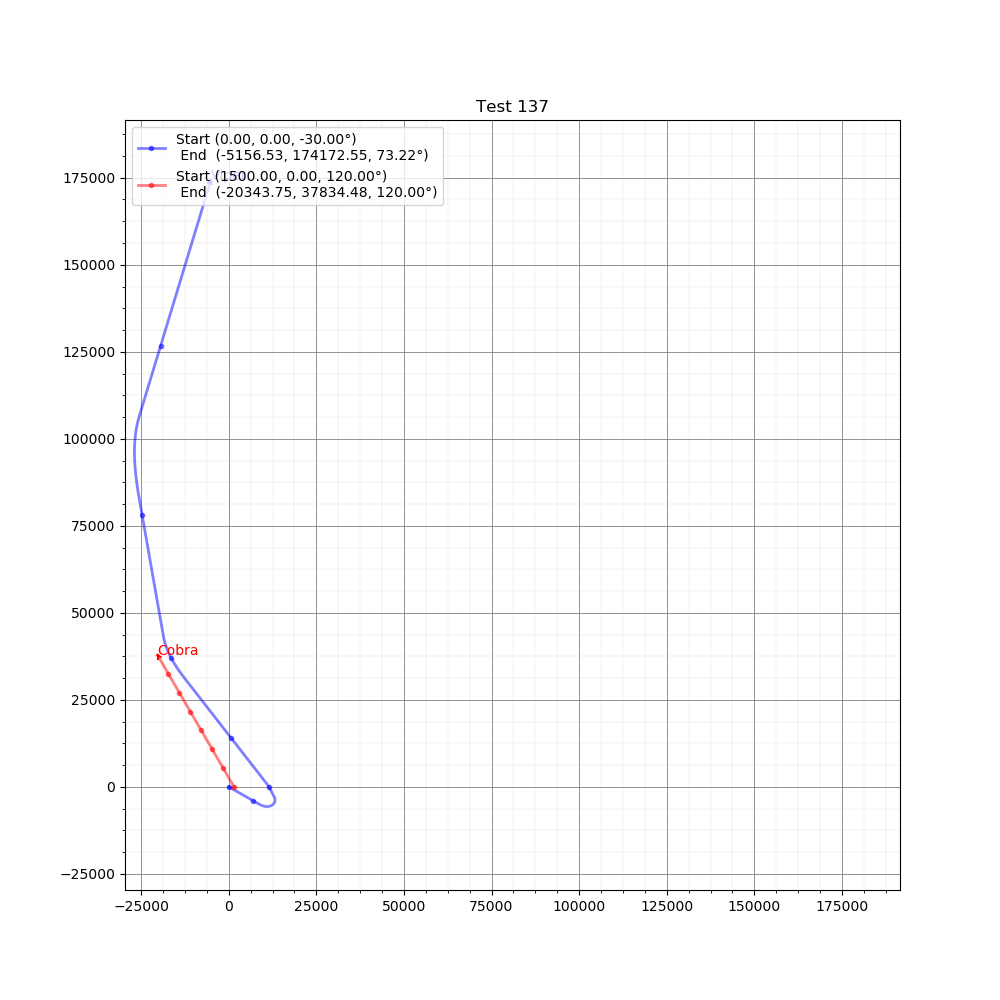 Test 137
Start (0.00, 0.00, -30.00°)
End (-5156.53, 174172.55, 73.22°)
Start (1500.00, 0.00, 120.00°)
End (-20343.75, 37834.48, 120.00°)
175000
150000
125000
100000
75000
50000
25000
0
−25000
Cobra
−25000 0 25000 50000 75000 100000 125000 150000 175000